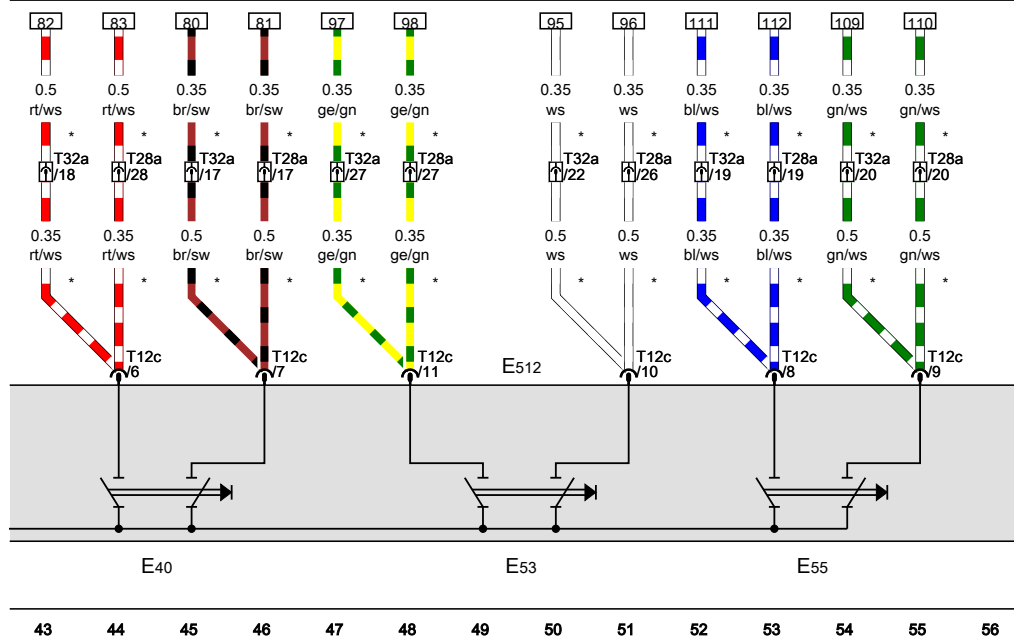 82 83 80 81 97 98 95 96 111 112 109 110
0.5 0.5 0.35 0.35 0.35 0.35 0.35 0.35 0.35 0.35 0.35 0.35
rt/ws rt/ws br/sw br/sw ge/gn ge/gn ws ws bl/ws bl/ws gn/ws gn/ws
* * * * * * * * * * * *
T32a T28a T32a T28a T32a T28a T32a T28a T32a T28a T32a T28a
/18 /28 /17 /17 /27 /27 /22 /26 /19 /19 /20 /20
0.35 0.35 0.5 0.5 0.35 0.35 0.5 0.5 0.35 0.35 0.5 0.5
rt/ws rt/ws br/sw br/sw ge/gn ge/gn ws ws bl/ws bl/ws gn/ws gn/ws
* * * * * * * * * * * *
T12c T12c T12c E512 T12c T12c T12c
/6 /7 /11 /10 /8 /9
E40 E53 E55
43 44 45 46 47 48 49 50 51 52 53 54 55 56